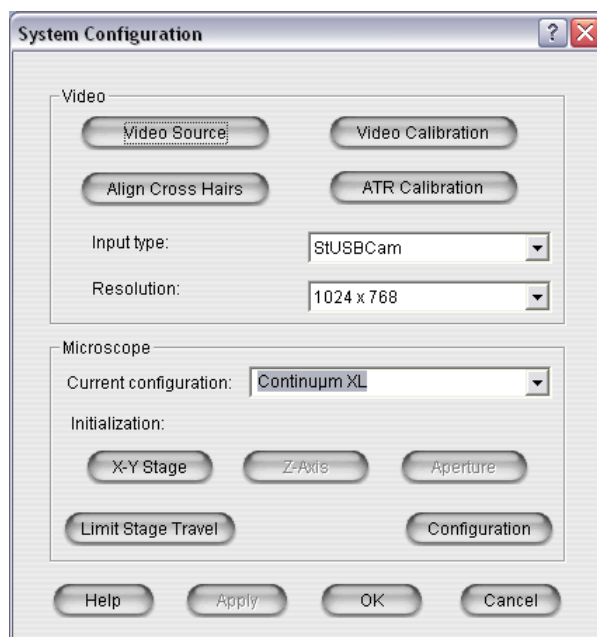 System Configuration
Video
Video Source
Video Calibration
Align Cross Hairs
ATR Calibration
Input type:
StUSBCam
Resolution:
1024 x 768
Microscope
Current configuration:
Continuµm XL
Initialization:
X-Y Stage
Z-Axis
Aperture
Limit Stage Travel
Configuration
Help
Apply
OK
Cancel